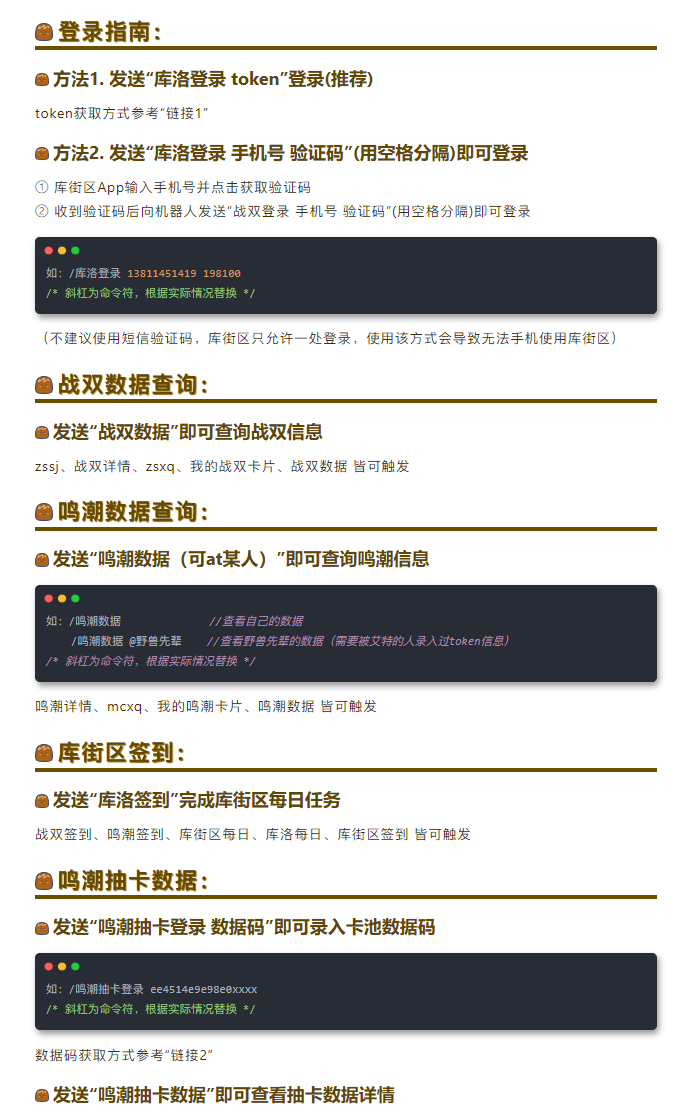 登录指南：
方法1. 发送“库洛登录 token”登录(推荐)
token获取方式参考“链接1”
方法2. 发送“库洛登录 手机号 验证码”(用空格分隔)即可登录
① 库街区App输入手机号并点击获取验证码
② 收到验证码后向机器人发送“战双登录 手机号 验证码”(用空格分隔)即可登录
如：/库洛登录 13811451419 198100
/* 斜杠为命令符，根据实际情况替换 */
（不建议使用短信验证码，库街区只允许一处登录，使用该方式会导致无法手机使用库街区）
战双数据查询：
发送“战双数据”即可查询战双信息
zssj、战双详情、zsxq、我的战双卡片、战双数据 皆可触发
鸣潮数据查询：
发送“鸣潮数据（可at某人）”即可查询鸣潮信息
如：/鸣潮数据 //查看自己的数据
/鸣潮数据 @野兽先辈 //查看野兽先辈的数据（需要被艾特的人录入过token信息）
/* 斜杠为命令符，根据实际情况替换 */
鸣潮详情、mcxq、我的鸣潮卡片、鸣潮数据 皆可触发
库街区签到：
发送“库洛签到”完成库街区每日任务
战双签到、鸣潮签到、库街区每日、库洛每日、库街区签到 皆可触发
鸣潮抽卡数据：
发送“鸣潮抽卡登录 数据码”即可录入卡池数据码
如：/鸣潮抽卡登录 ee4514e9e98e0xxxx
/* 斜杠为命令符，根据实际情况替换 */
数据码获取方式参考“链接2”
发送“鸣潮抽卡数据”即可查看抽卡数据详情